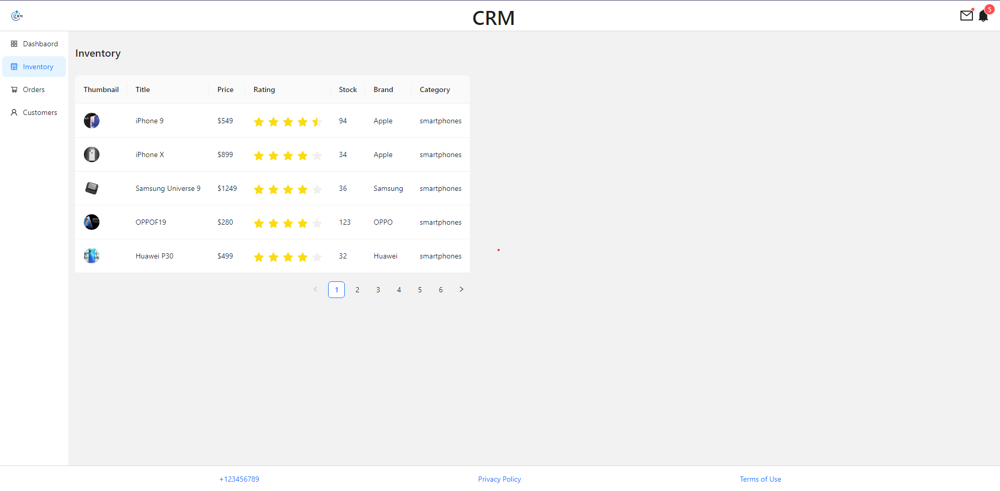 CRM
CRM
5
Dashbaord
Inventory
Orders
Customers
Inventory
Thumbnail Title Price Rating Stock Brand Category
iPhone 9 $549 94 Apple smartphones
iPhone X $899 34 Apple smartphones
Samsung Universe 9 $1249 36 Samsung smartphones
OPPOF19 $280 123 OPPO smartphones
Huawei P30 $499 32 Huawei smartphones
1 2 3 4 5 6
+123456789 Privacy Policy Terms of Use